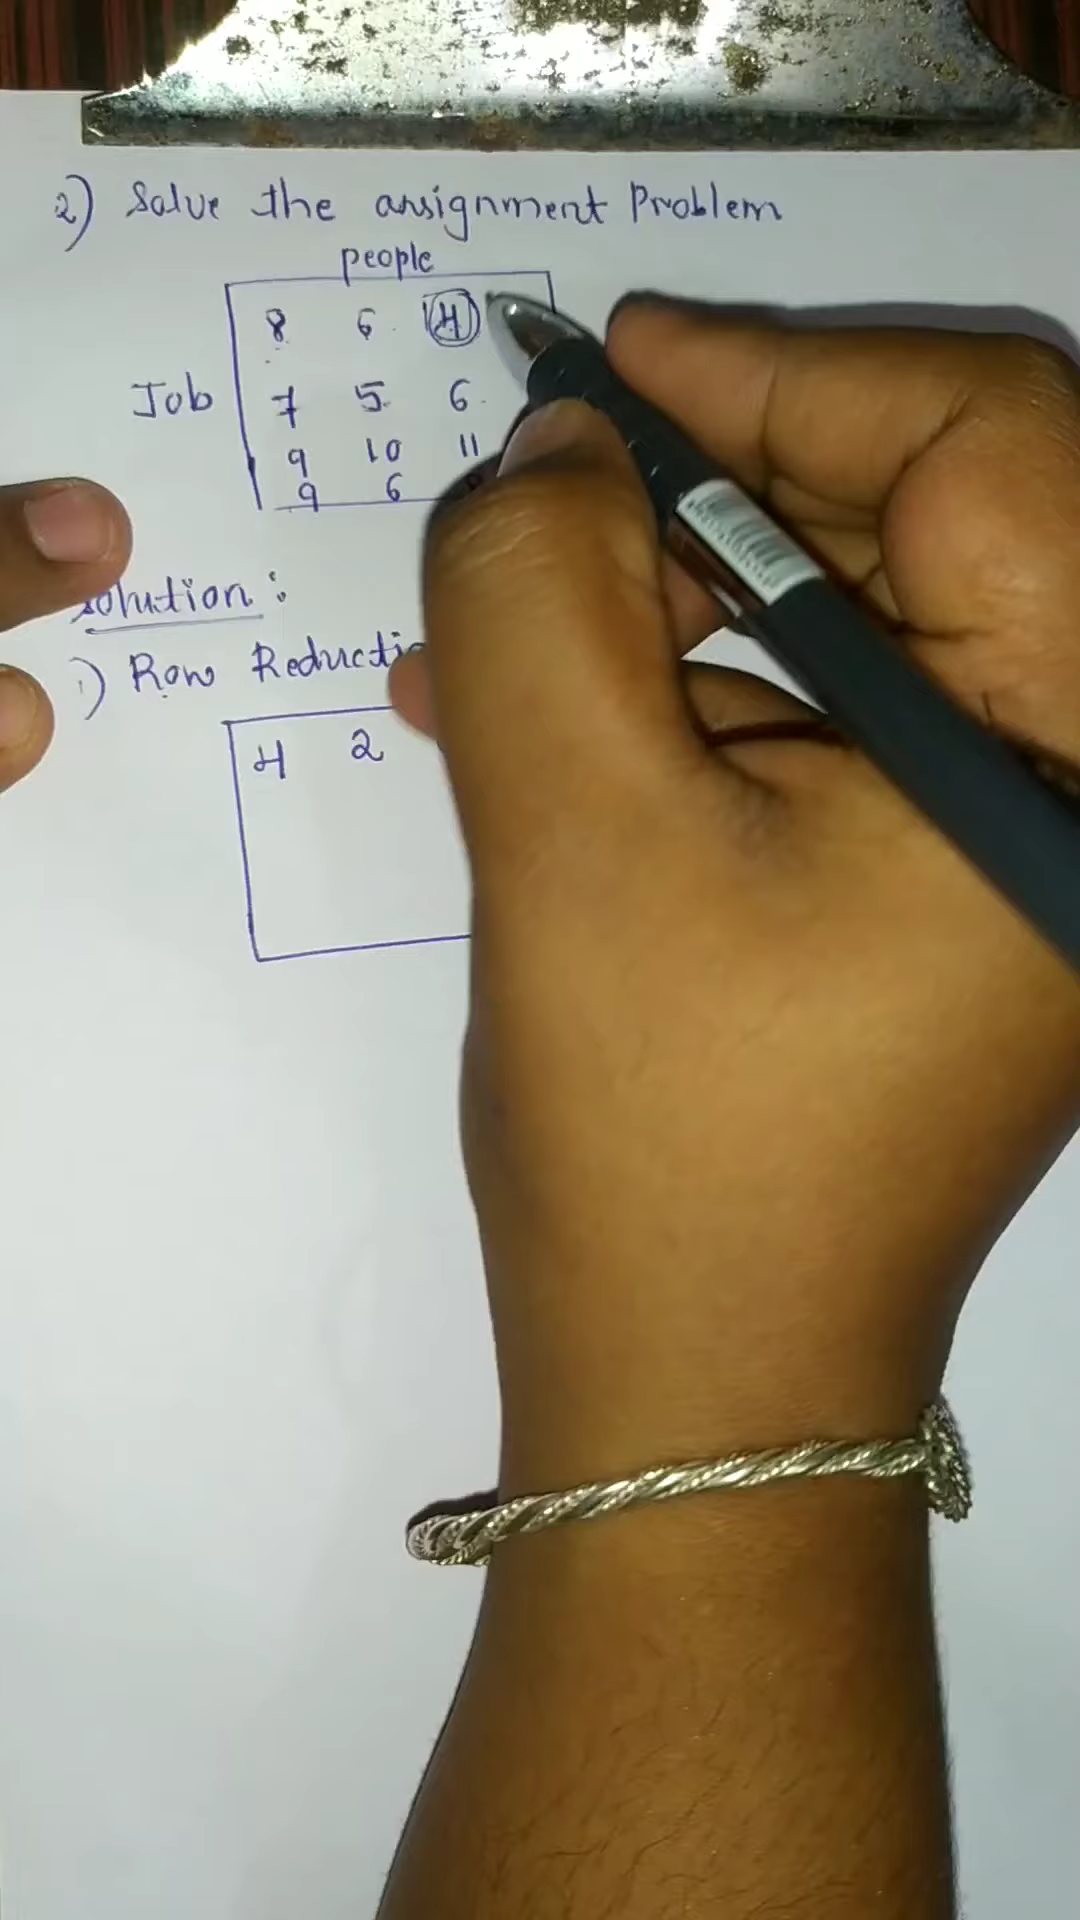 2) Solve the assignment Problem
people
8 6 4
Job 7 5 6
9 10 11
9 6
Solution :
1) Row Reducti
4 2